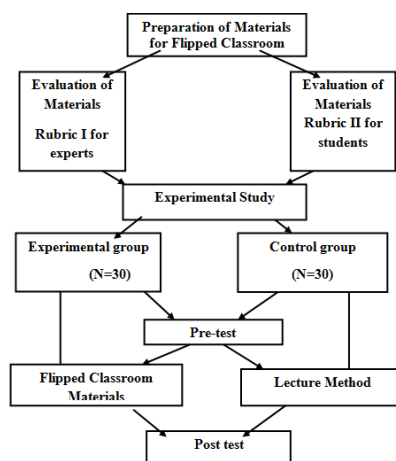 Preparation of Materials
for Flipped Classroom
Evaluation of
Materials
Rubric I for
experts
Evaluation of
Materials
Rubric II for
students
Experimental Study
Experimental group
(N=30)
Control group
(N=30)
Pre-test
Flipped Classroom
Materials
Lecture Method
Post test